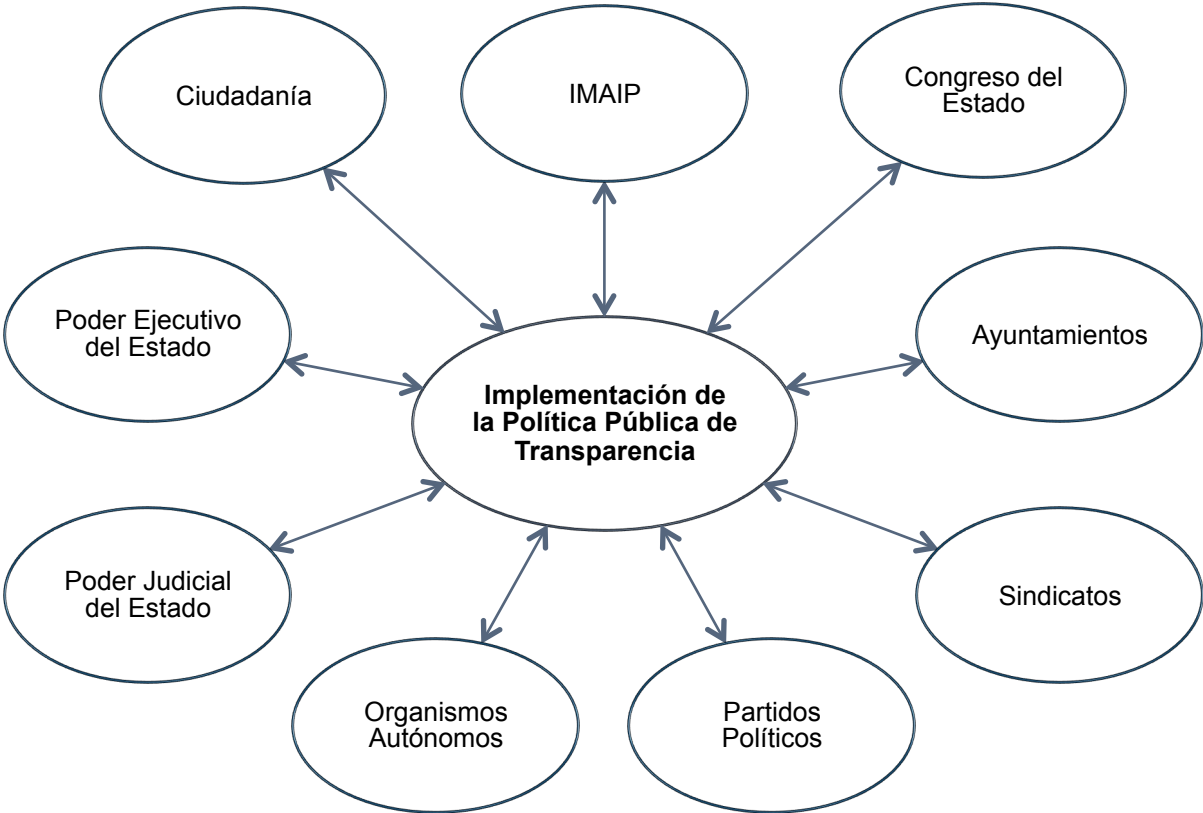 Ciudadanía
IMAIP
Congreso del
Estado
Poder Ejecutivo
del Estado
Ayuntamientos
Implementación de
la Política Pública de
Transparencia
Poder Judicial
del Estado
Sindicatos
Organismos
Autónomos
Partidos
Políticos